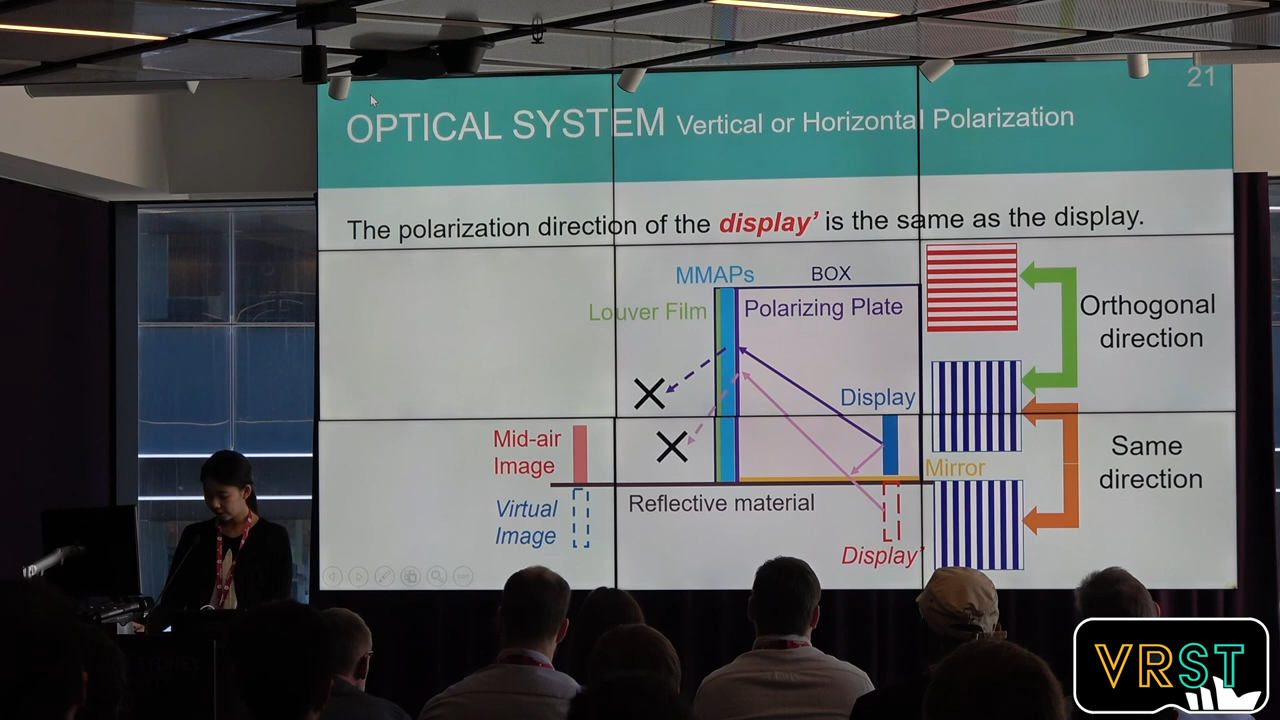 21
OPTICAL SYSTEM Vertical or Horizontal Polarization
The polarization direction of the display' is the same as the display.
MMAPs
BOX
Louver Film
Polarizing Plate
Orthogonal
direction
Display
Mid-air
Image
Mirror
Same
direction
Virtual
Image
Reflective material
Display'
VRST